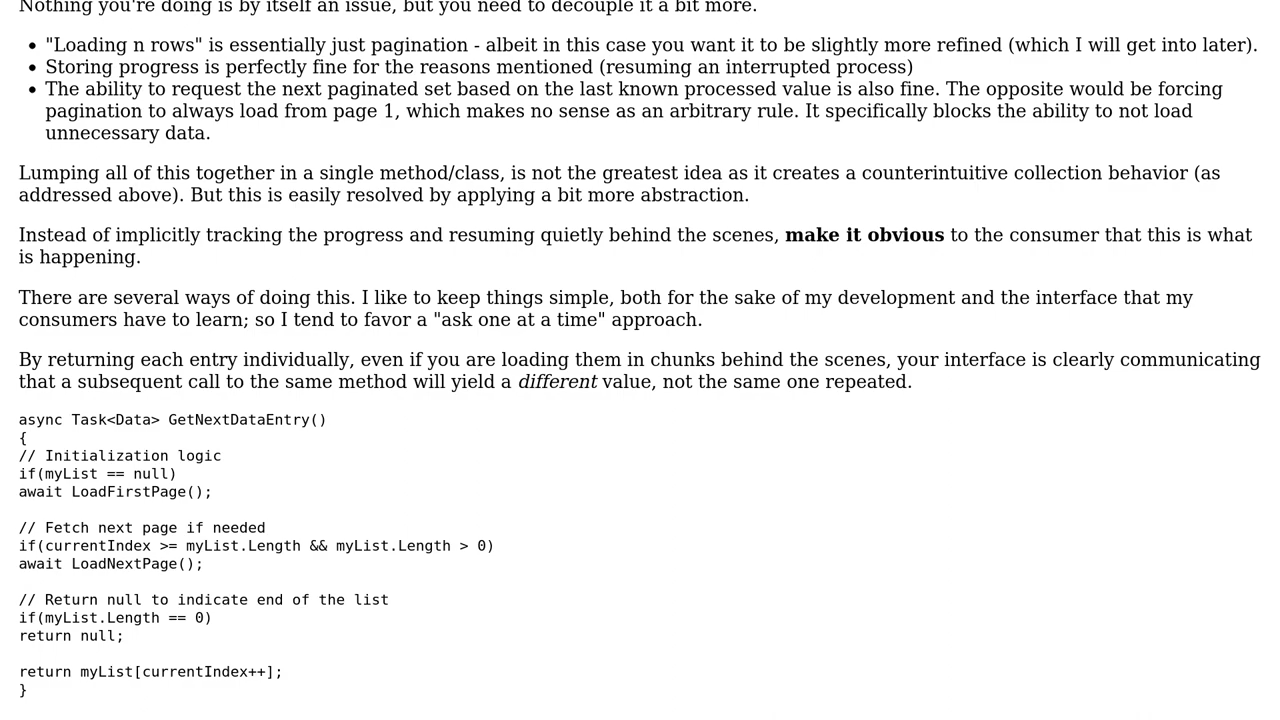 Nothing you're doing is by itself an issue, but you need to decouple it a bit more.
"Loading n rows" is essentially just pagination - albeit in this case you want it to be slightly more refined (which I will get into later).
Storing progress is perfectly fine for the reasons mentioned (resuming an interrupted process)
The ability to request the next paginated set based on the last known processed value is also fine. The opposite would be forcing
pagination to always load from page 1, which makes no sense as an arbitrary rule. It specifically blocks the ability to not load
unnecessary data.
Lumping all of this together in a single method/class, is not the greatest idea as it creates a counterintuitive collection behavior (as
addressed above). But this is easily resolved by applying a bit more abstraction.
Instead of implicitly tracking the progress and resuming quietly behind the scenes, make it obvious to the consumer that this is what
is happening.
There are several ways of doing this. I like to keep things simple, both for the sake of my development and the interface that my
consumers have to learn; so I tend to favor a "ask one at a time" approach.
By returning each entry individually, even if you are loading them in chunks behind the scenes, your interface is clearly communicating
that a subsequent call to the same method will yield a different value, not the same one repeated.
async Task<Data> GetNextDataEntry()
{
// Initialization logic
if(myList == null)
await LoadFirstPage();
// Fetch next page if needed
if(currentIndex >= myList.Length && myList.Length > 0)
await LoadNextPage();
// Return null to indicate end of the list
if(myList.Length == 0)
return null;
return myList[currentIndex++];
}